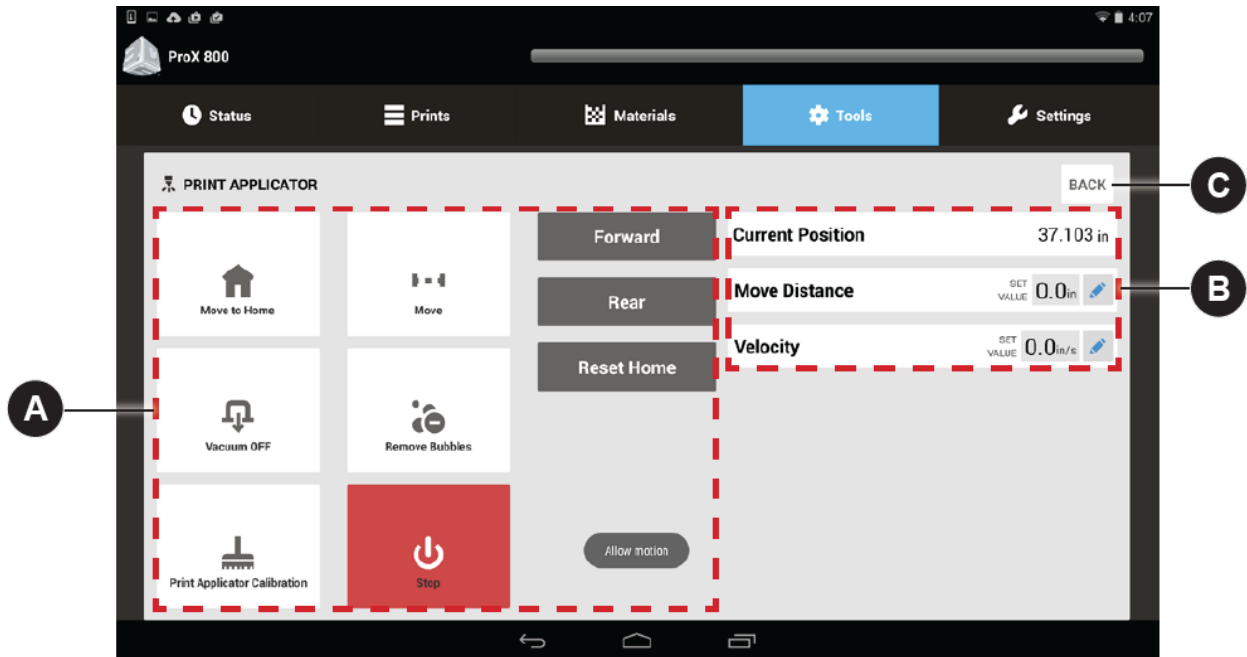 4:07
ProX 800
Status Prints Materials Tools Settings
PRINT APPLICATOR
BACK
C
Forward
Current Position 37.103 in
Move to Home
Move
Rear
Move Distance SET VALUE 0.0in
B
Reset Home
Velocity SET VALUE 0.0in/s
A
Vacuum OFF
Remove Bubbles
Allow motion
Print Applicator Calibration
Stop